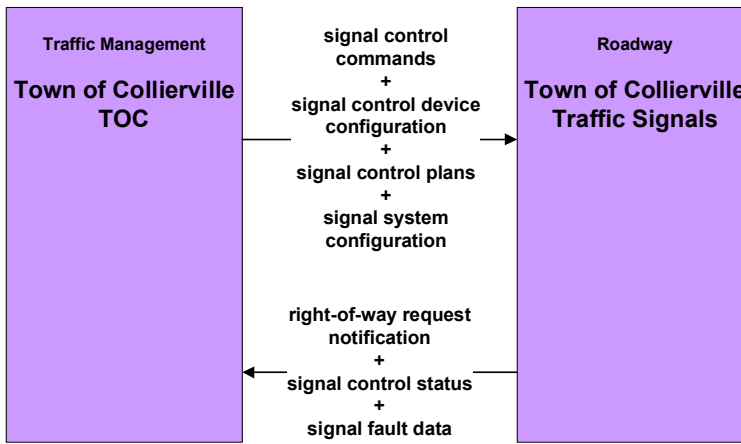 Traffic Management
Town of Collierville
TOC
signal control
commands
+
signal control device
configuration
+
signal control plans
+
signal system
configuration
right-of-way request
notification
+
signal control status
+
signal fault data
Roadway
Town of Collierville
Traffic Signals